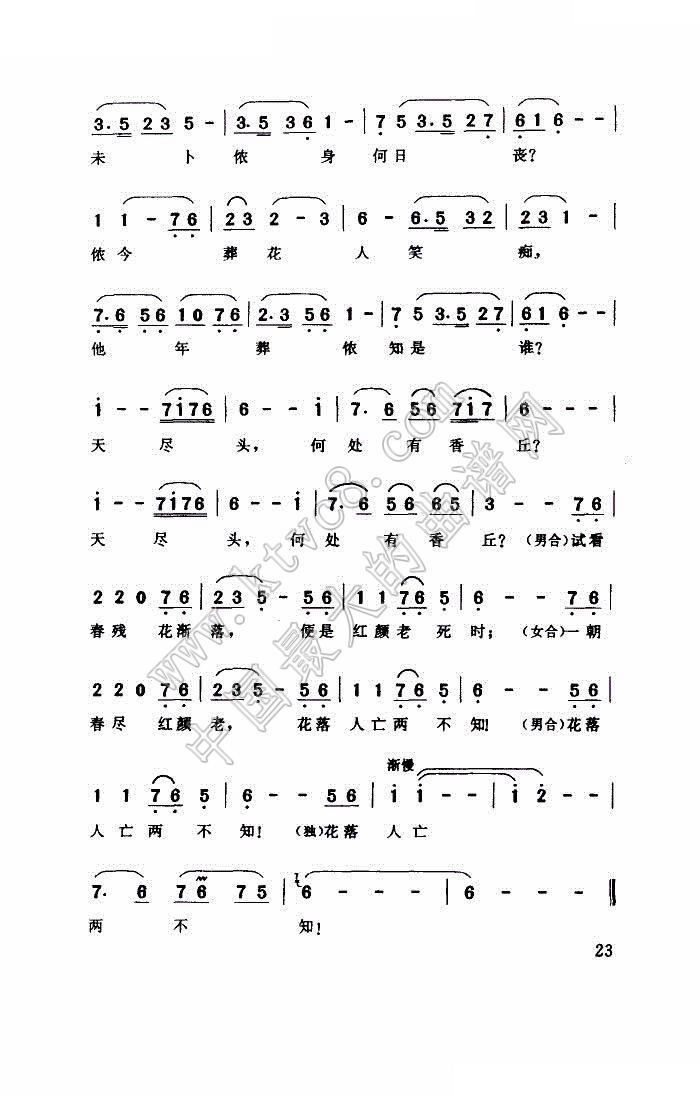 3.5 23 5 - | 3.5 36 1 - | 7 5 3.5 27 | 61 6 - - |
未 卜 侬 身 何 日 丧?
1 1 - 76 | 23 2 - 3 | 6 - 6.5 32 | 23 1 - - |
侬 今 葬 花 人 笑 痴,
7.6 56 10 76 | 2.3 56 1 - | 7 5 3.5 27 | 61 6 - - |
他 年 葬 侬 知 是 谁?
i - - 7i76 | 6 - - i | 7. 6 56 7i7 | 6 - - - |
天 尽 头, 何 处 有 香 丘?
i - - 7i76 | 6 - - i | 7. 6 56 65 | 3 - - 76 |
天 尽 头, 何 处 有 香 丘? (男合)试看
2 2 0 76 | 235 - 56 | 1 1 76 5 | 6 - - 76 |
春残 花渐 落, 便是 红颜老 死 时; (女合)一朝
2 2 0 76 | 235 - 56 | 1 1 76 5 | 6 - - 56 |
春尽 红颜 老, 花落 人亡两 不 知! (男合)花落
渐慢
1 1 76 5 | 6 - - 56 | i i - - | i 2 - - |
人亡两 不 知! (独)花落 人亡
7. 6 76 75 | 6 - - - | 6 - - - ‖
两 不 知!
23
www.ktvc8.com
中国最大的曲谱网